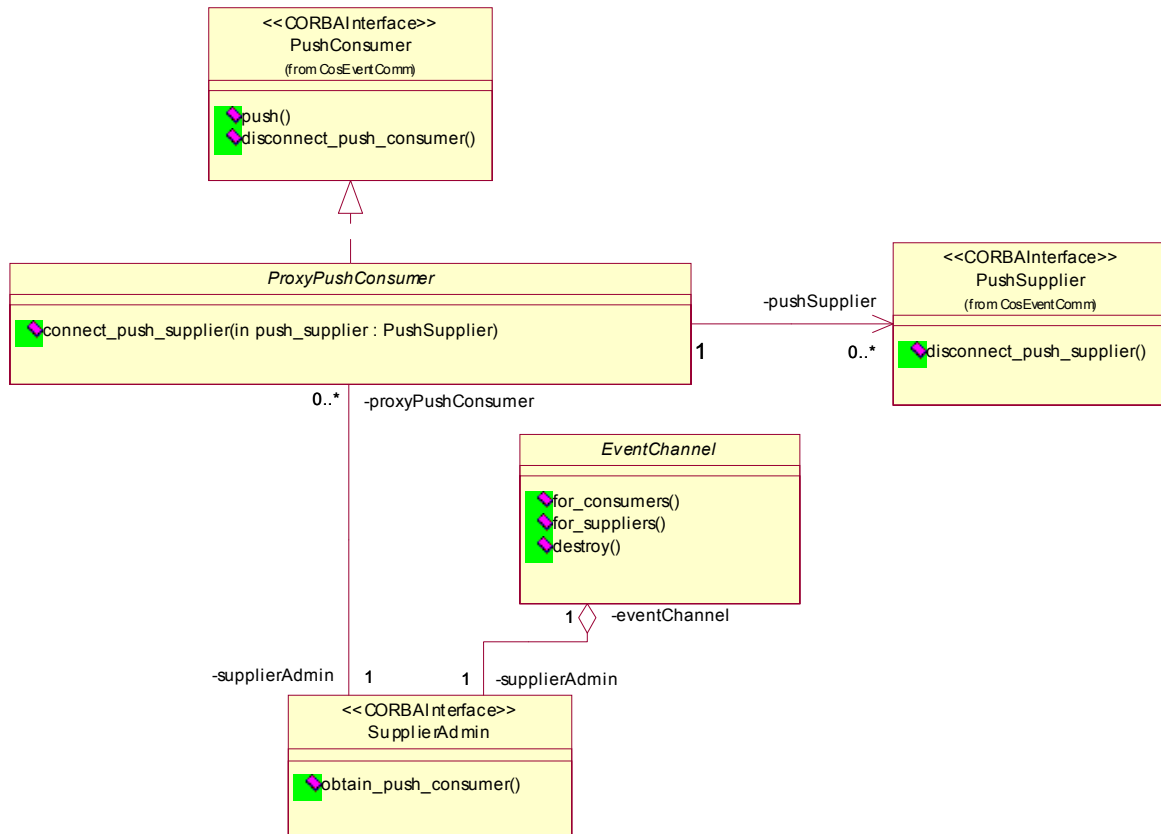 <<CORBAInterface>>
PushConsumer
(from CosEventComm)
push()
disconnect_push_consumer()
ProxyPushConsumer
connect_push_supplier(in push_supplier : PushSupplier)
<<CORBAInterface>>
PushSupplier
(from CosEventComm)
disconnect_push_supplier()
-pushSupplier
1
0..*
0..*
-proxyPushConsumer
EventChannel
for_consumers()
for_suppliers()
destroy()
1
-eventChannel
-supplierAdmin
1
1
-supplierAdmin
<<CORBAInterface>>
SupplierAdmin
obtain_push_consumer()